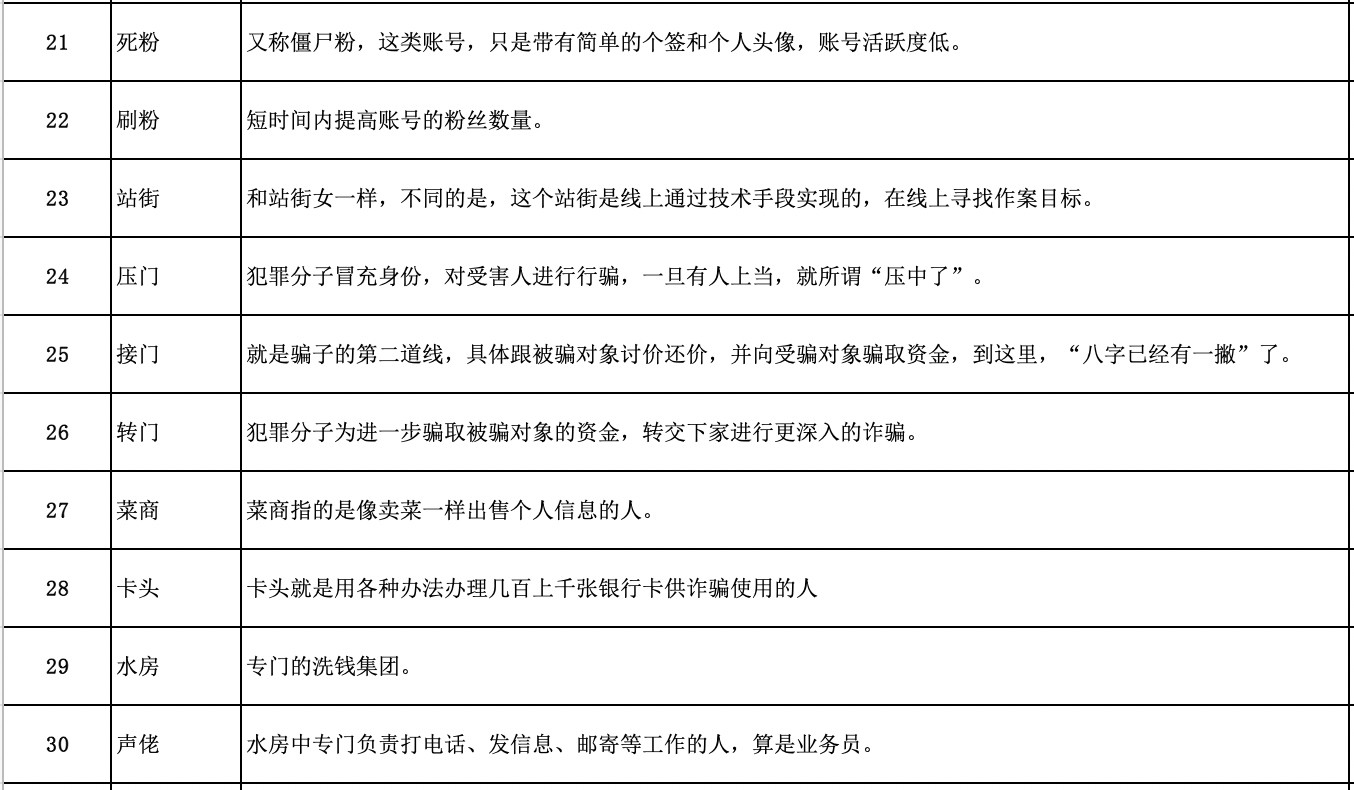 21 死粉 又称僵尸粉，这类账号，只是带有简单的个签和个人头像，账号活跃度低。
22 刷粉 短时间内提高账号的粉丝数量。
23 站街 和站街女一样，不同的是，这个站街是线上通过技术手段实现的，在线上寻找作案目标。
24 压门 犯罪分子冒充身份，对受害人进行行骗，一旦有人上当，就所谓“压中了”。
25 接门 就是骗子的第二道线，具体跟被骗对象讨价还价，并向受骗对象骗取资金，到这里，“八字已经有一撇”了。
26 转门 犯罪分子为进一步骗取被骗对象的资金，转交下家进行更深入的诈骗。
27 菜商 菜商指的是像卖菜一样出售个人信息的人。
28 卡头 卡头就是用各种办法办理几百上千张银行卡供诈骗使用的人
29 水房 专门的洗钱集团。
30 声佬 水房中专门负责打电话、发信息、邮寄等工作的人，算是业务员。